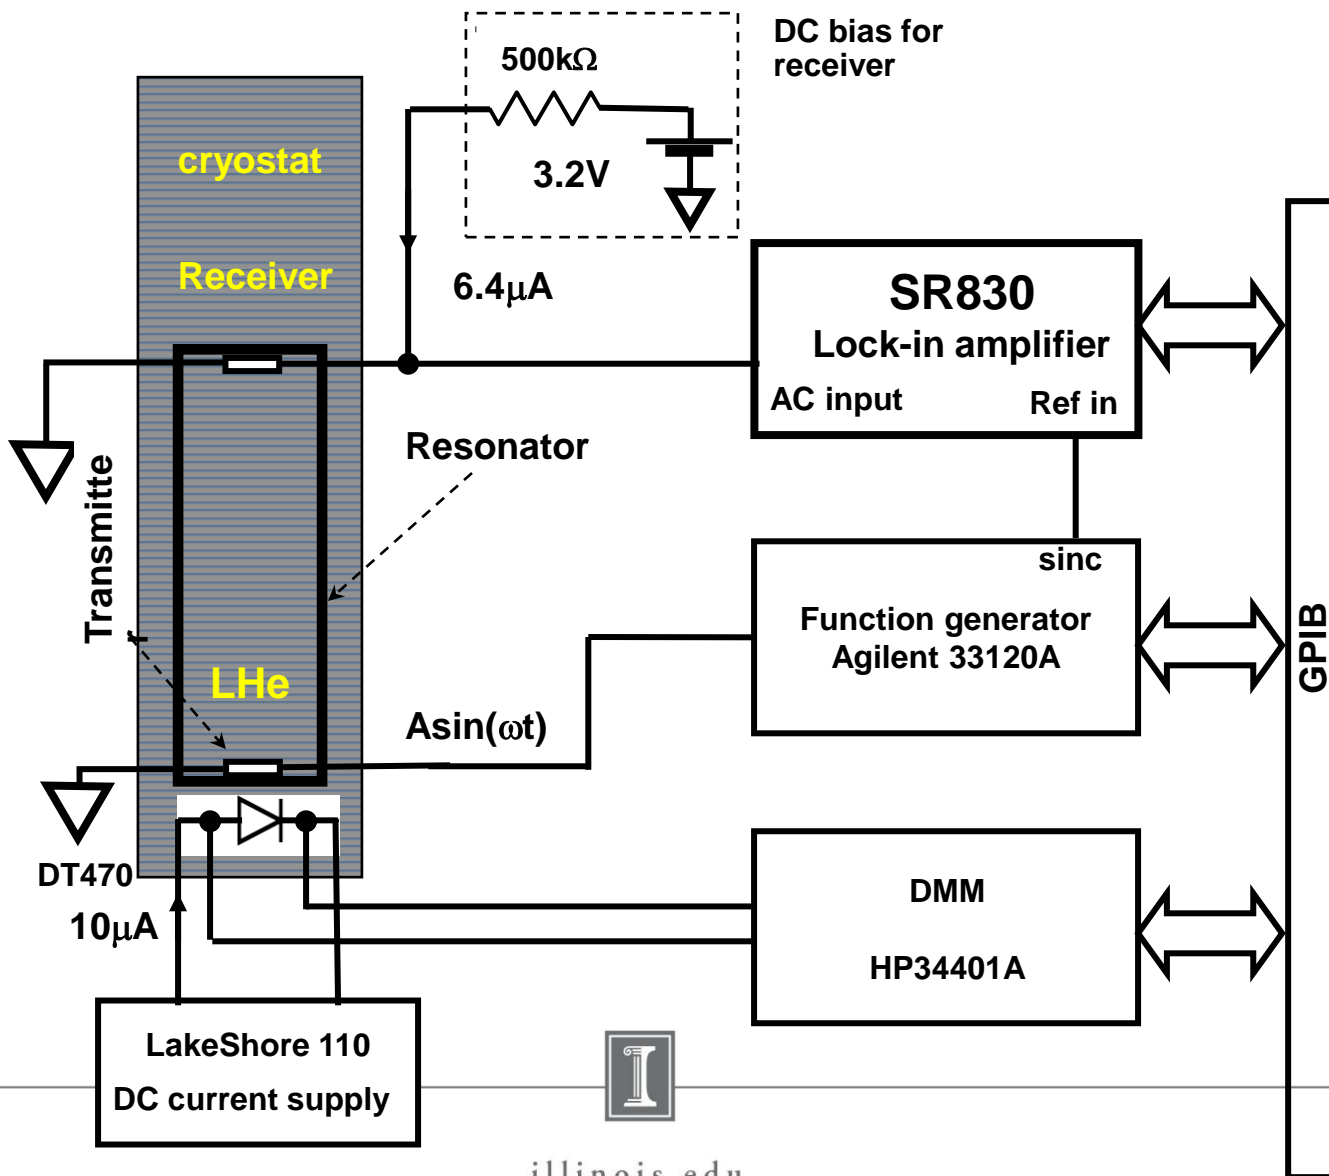 DC bias for
receiver
500kΩ
3.2V
cryostat
Receiver
6.4μA
SR830
Lock-in amplifier
AC input
Ref in
Resonator
Transmitte
r
sinc
Function generator
Agilent 33120A
GPIB
LHe
Asin(ωt)
DT470
10μA
DMM
HP34401A
LakeShore 110
DC current supply
I
illinois.edu